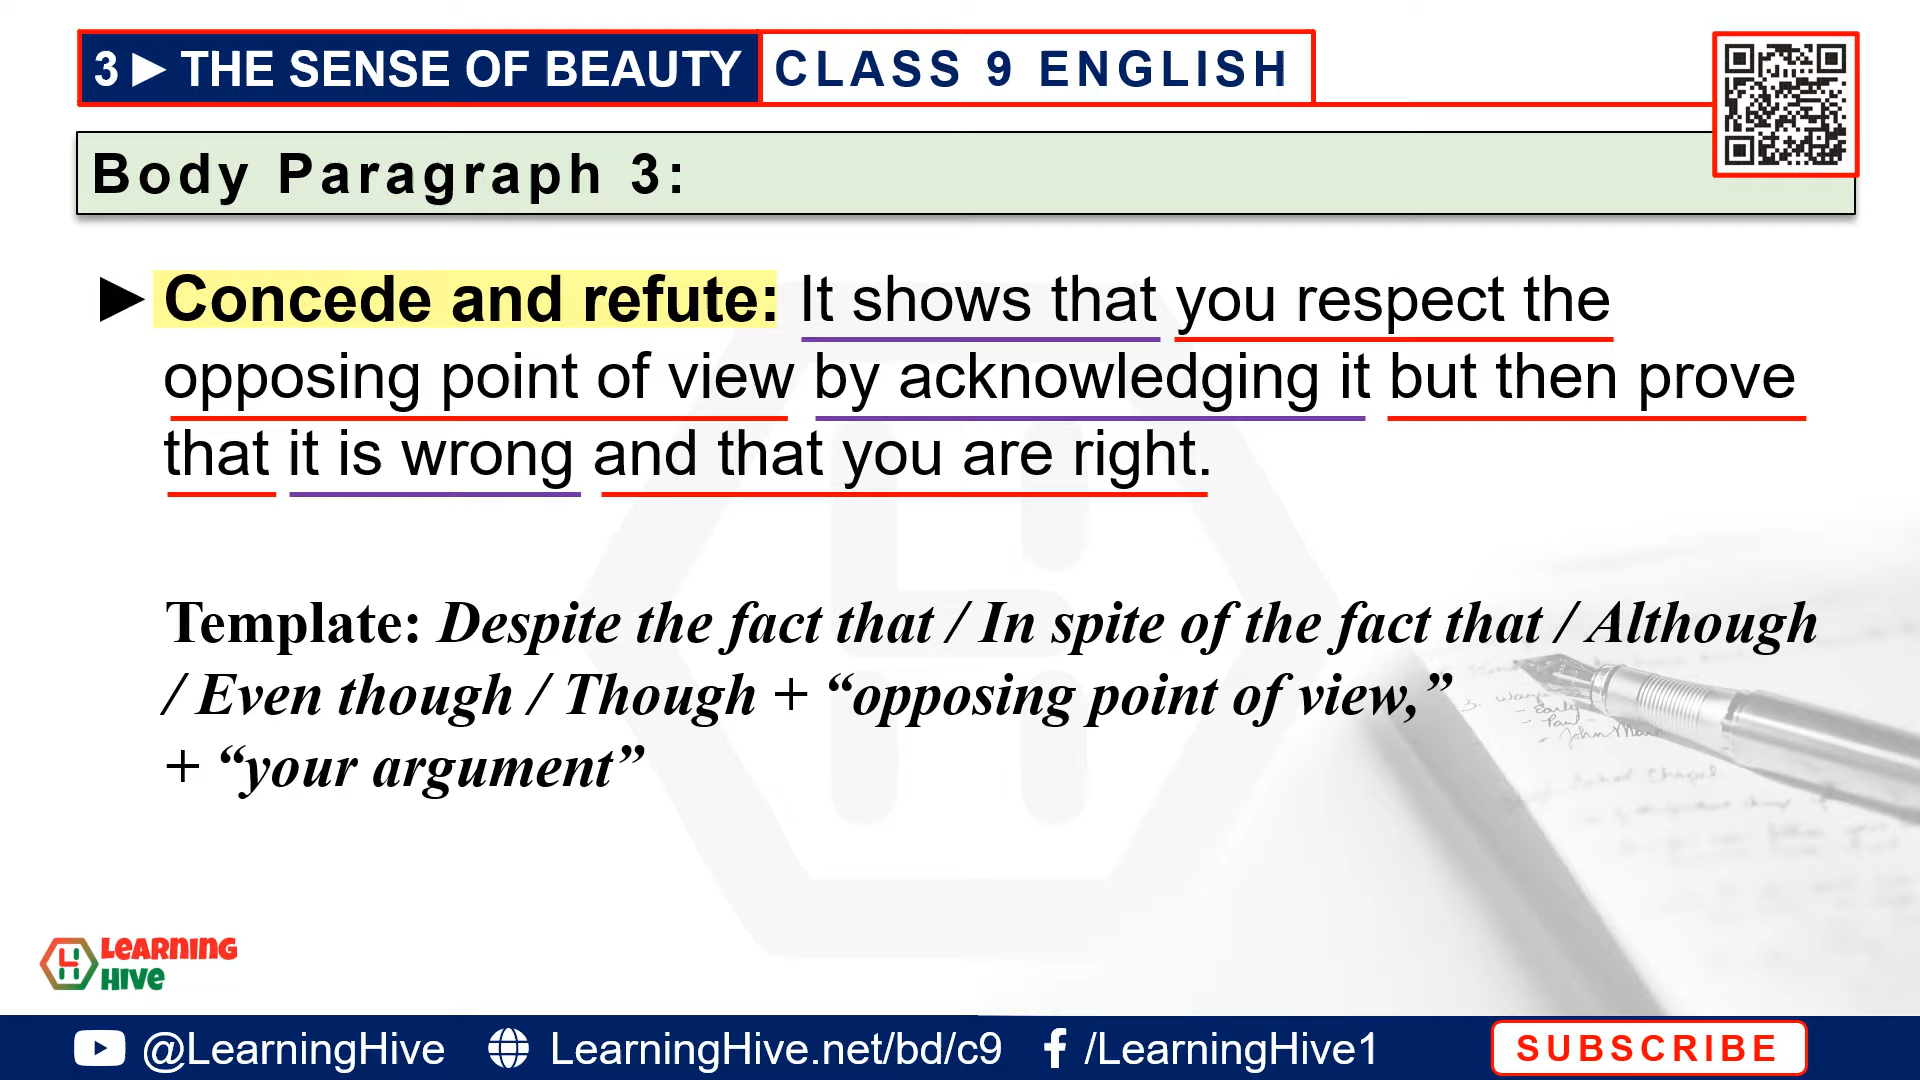 3 ► THE SENSE OF BEAUTY CLASS 9 ENGLISH
Body Paragraph 3:
► Concede and refute: It shows that you respect the
opposing point of view by acknowledging it but then prove
that it is wrong and that you are right.
Template: Despite the fact that / In spite of the fact that / Although
/ Even though / Though + “opposing point of view,”
+ “your argument”
Early
Paul
LEARNING
HIVE
@LearningHive LearningHive.net/bd/c9 /LearningHive1 SUBSCRIBE